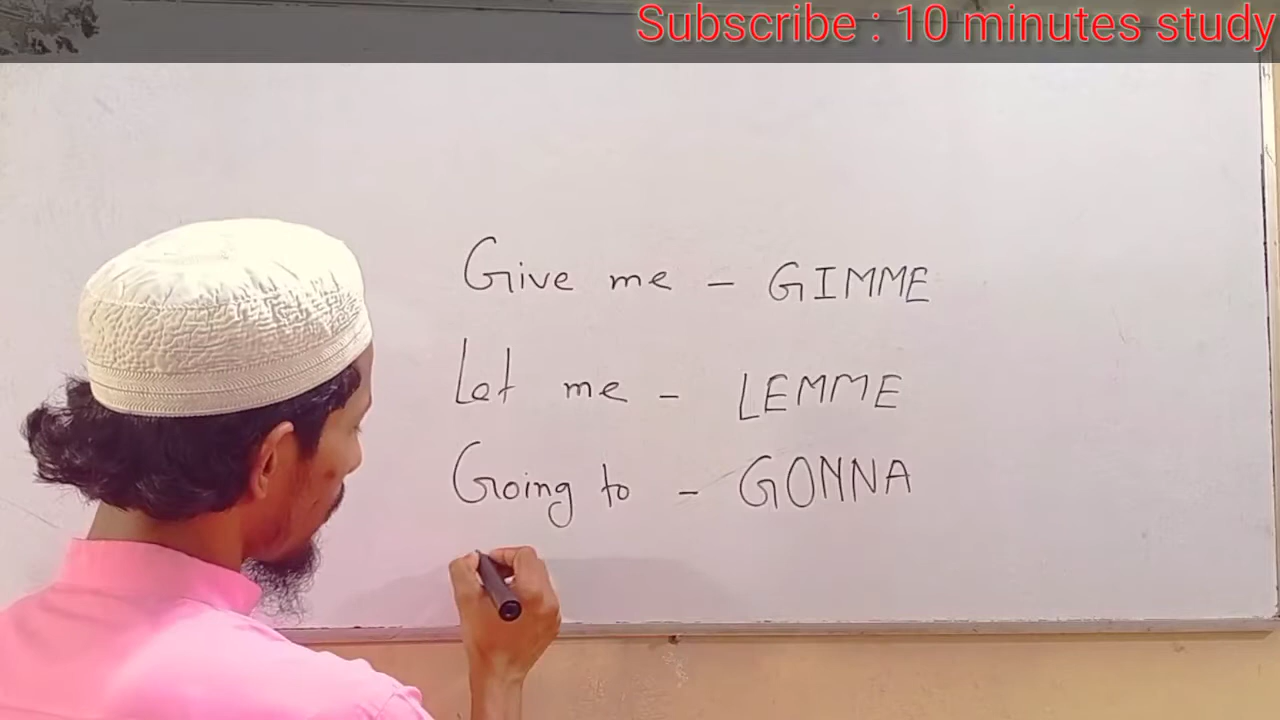 Subscribe : 10 minutes study
Give me - GIMME
Let me - LEMME
Going to - GONNA